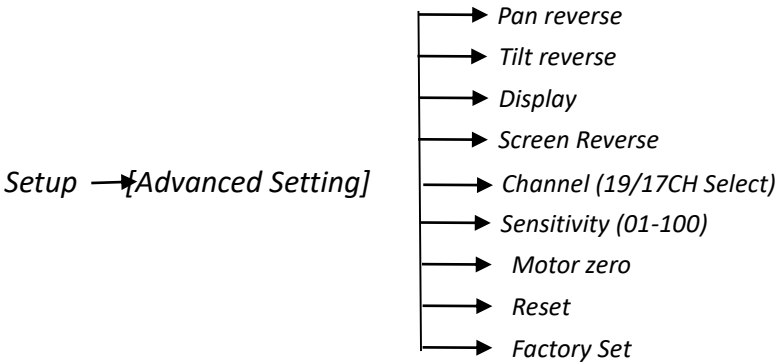 Pan reverse
Tilt reverse
Display
Screen Reverse
Setup [Advanced Setting] Channel (19/17CH Select)
Sensitivity (01-100)
Motor zero
Reset
Factory Set